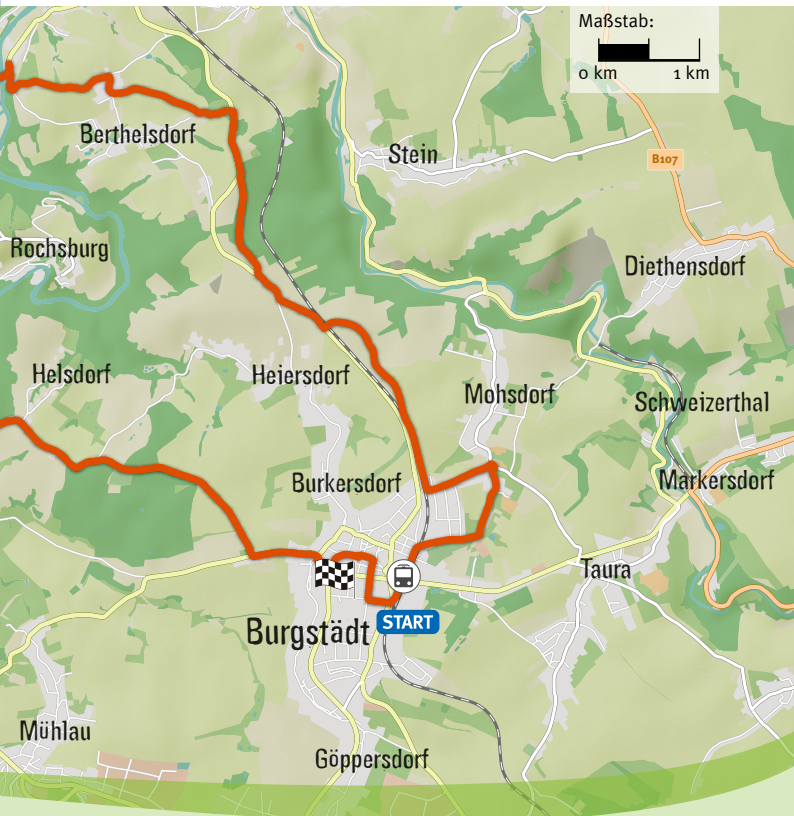 Maßstab:
0 km 1 km
Berthelsdorf
Stein
B107
Rochsburg
Diethensdorf
Helsdorf
Heiersdorf
Mohsdorf
Schweizerthal
Burkersdorf
Markersdorf
Taura
START
Burgstädt
Mühlau
Göppersdorf